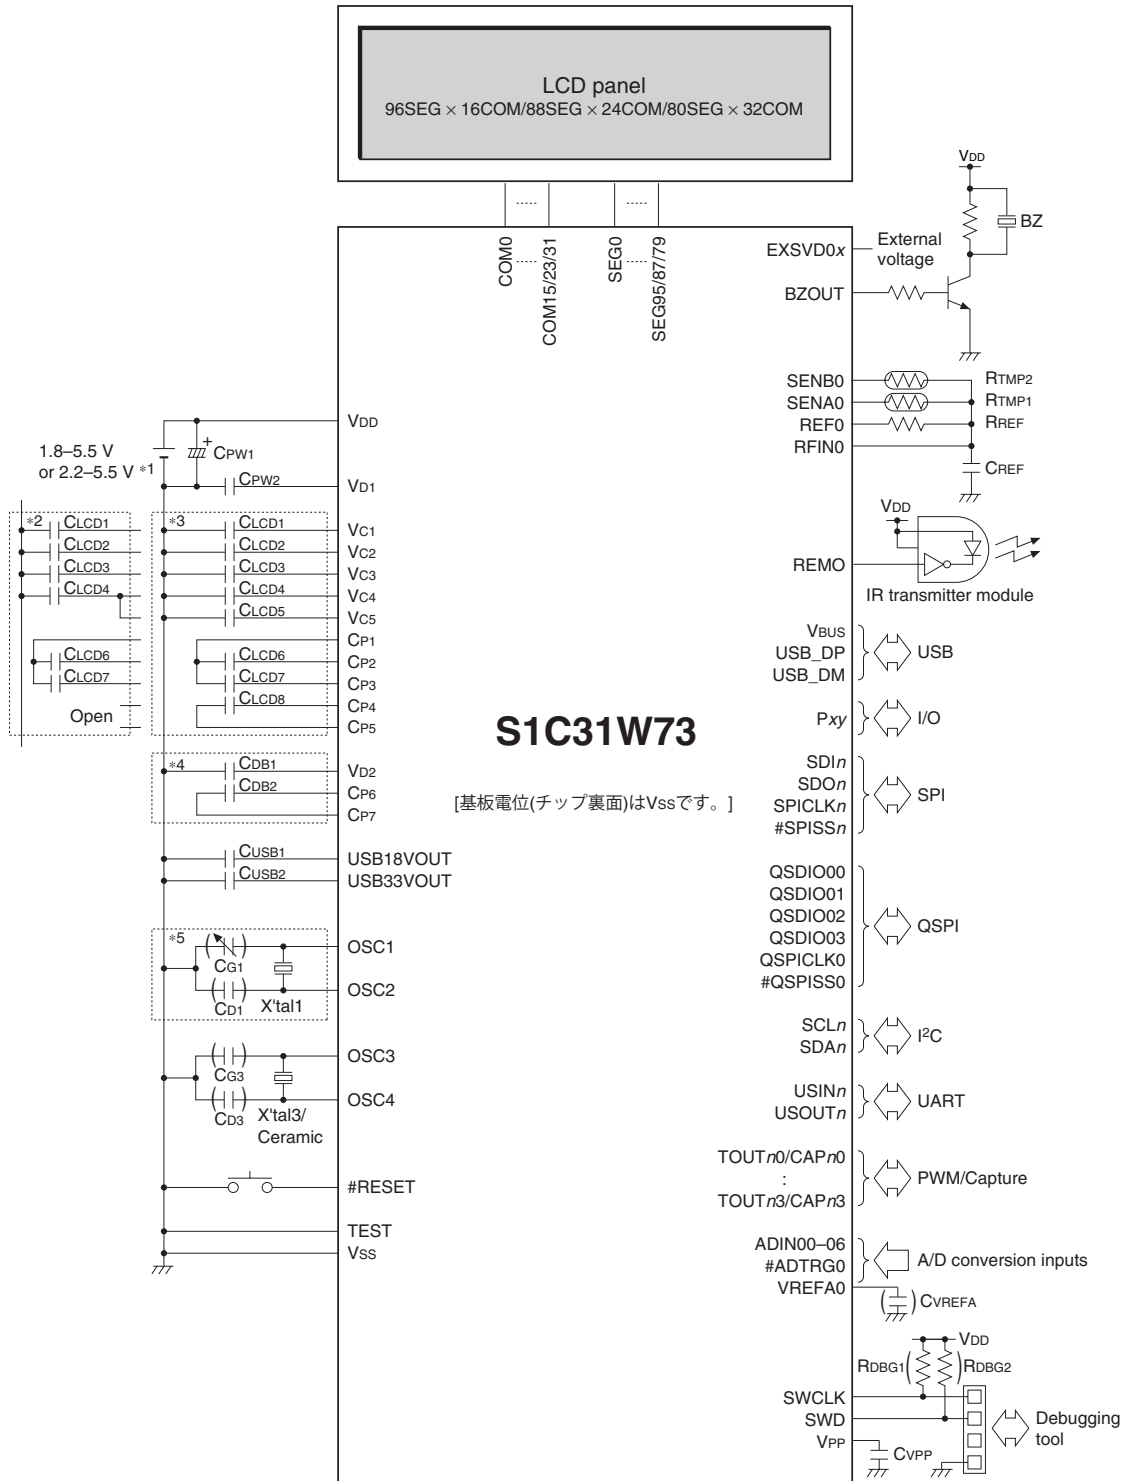 LCD panel
96SEG × 16COM/88SEG × 24COM/80SEG × 32COM
COM0
COM15/23/31
SEG0
SEG95/87/79
VDD
BZ
EXSVD0x
External
voltage
BZOUT
SENB0
RTMP2
SENA0
RTMP1
REF0
RREF
RFIN0
CREF
VDD
REMO
IR transmitter module
VBUS
USB_DP
USB_DM
USB
Pxy
I/O
SDIn
SDOn
SPICLKn
#SPISSn
SPI
QSDIO00
QSDIO01
QSDIO02
QSDIO03
QSPICLK0
#QSPISS0
QSPI
SCLn
SDAn
I2C
USINn
USOUTn
UART
TOUTn0/CAPn0
:
TOUTn3/CAPn3
PWM/Capture
ADIN00–06
#ADTRG0
VREFA0
A/D conversion inputs
CVREFA
VDD
RDBG1
RDBG2
SWCLK
SWD
VPP
CVPP
Debugging
tool
S1C31W73
[基板電位(チップ裏面)はVSSです。]
VDD
1.8–5.5 V
or 2.2–5.5 V *1
+
CPW1
CPW2
VD1
*2
CLCD1
CLCD2
CLCD3
CLCD4
CLCD6
CLCD7
Open
*3
CLCD1
VC1
CLCD2
VC2
CLCD3
VC3
CLCD4
VC4
CLCD5
VC5
CP1
CLCD6
CP2
CLCD7
CP3
CLCD8
CP4
CP5
*4
CDB1
VD2
CDB2
CP6
CP7
CUSB1
USB18VOUT
CUSB2
USB33VOUT
*5
OSC1
CG1
OSC2
CD1
X'tal1
OSC3
CG3
OSC4
CD3
X'tal3/
Ceramic
#RESET
TEST
VSS